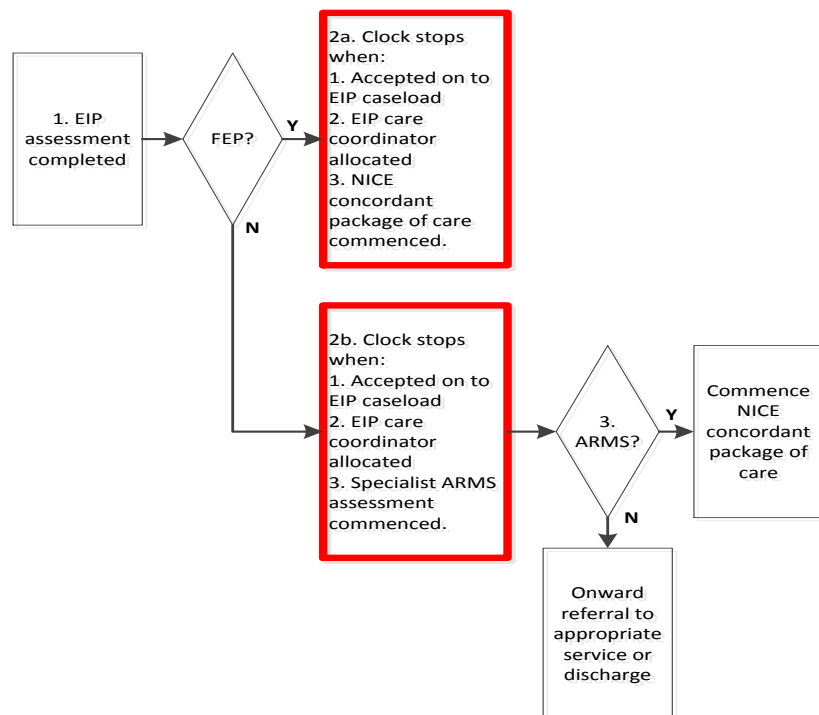 1. EIP
assessment
completed
FEP?
Y
N
2a. Clock stops
when:
1. Accepted on to
EIP caseload
2. EIP care
coordinator
allocated
3. NICE
concordant
package of care
commenced.
2b. Clock stops
when:
1. Accepted on to
EIP caseload
2. EIP care
coordinator
allocated
3. Specialist ARMS
assessment
commenced.
3.
ARMS?
Y
N
Commence
NICE
concordant
package of
care
Onward
referral to
appropriate
service or
discharge